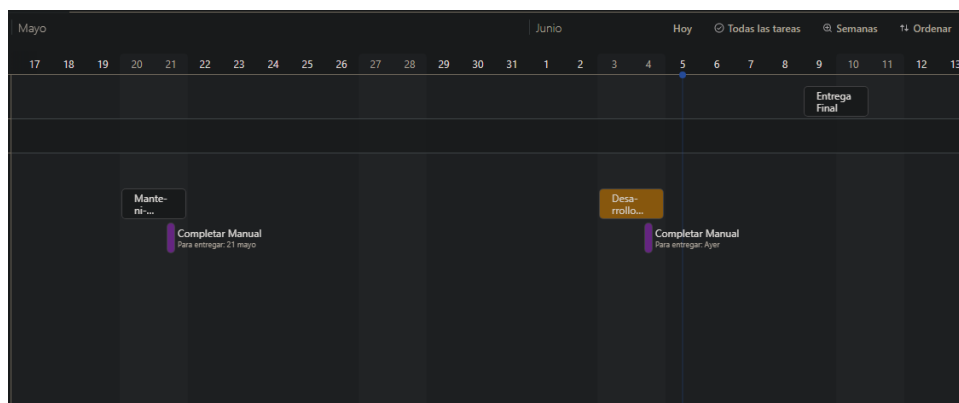 Mayo
Junio
Hoy
Todas las tareas
Semanas
Ordenar
17 18 19 20 21 22 23 24 25 26 27 28 29 30 31 1 2 3 4 5 6 7 8 9 10 11 12 13
Entrega
Final
Mante-
ni-...
Desa-
rrollo...
Completar Manual
Para entregar: 21 mayo
Completar Manual
Para entregar: Ayer